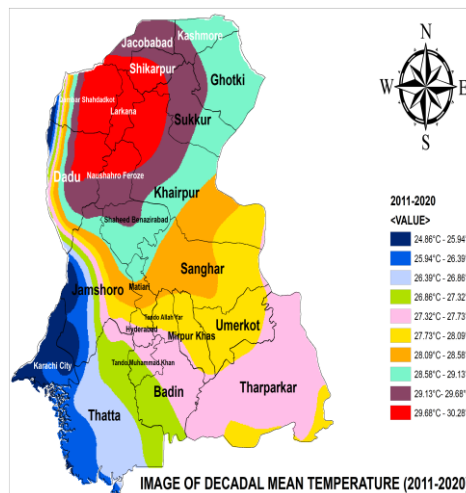 N
W E
S
Kashmore
Jacobabad
Shikarpur
Ghotki
Shahdadkot
Larkana
Sukkur
Dadu
Naushahro Feroze
Khairpur
Shaheed Benazirabad
Sanghar
Jamshoro
Matiari
Tando Allah Yar
Hyderabad
Mirpur Khas
Umerkot
Karachi City
Tando Muhammad Khan
Badin
Tharparkar
Thatta
2011-2020
<VALUE>
24.86°C - 25.94°
25.94°C - 26.39°
26.39°C - 26.86°
26.86°C - 27.32
27.32°C - 27.73°
27.73°C - 28.09°
28.09°C - 28.58°
28.58°C - 29.13°
29.13°C - 29.68°
29.68°C - 30.28°
IMAGE OF DECADAL MEAN TEMPERATURE (2011-2020